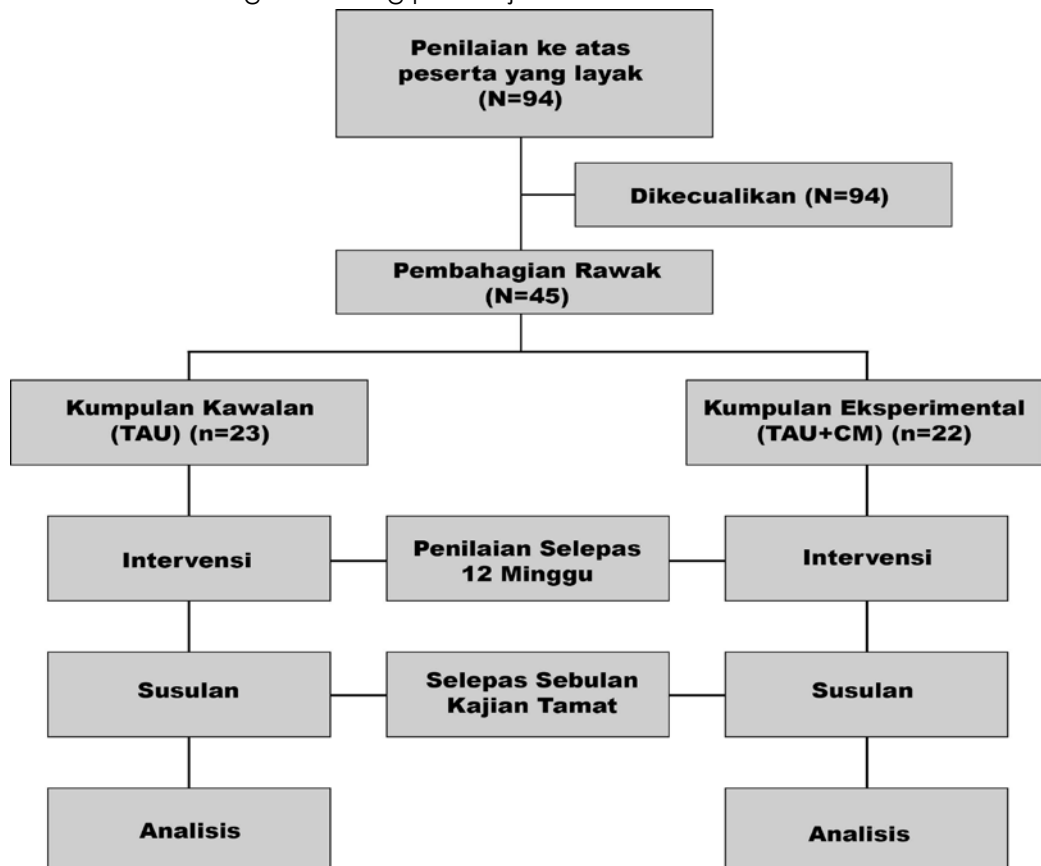 Penilaian ke atas
peserta yang layak
(N=94)
Dikecualikan (N=94)
Pembahagian Rawak
(N=45)
Kumpulan Kawalan
(TAU) (n=23)
Kumpulan Eksperimental
(TAU+CM) (n=22)
Intervensi
Penilaian Selepas
12 Minggu
Intervensi
Susulan
Selepas Sebulan
Kajian Tamat
Susulan
Analisis
Analisis